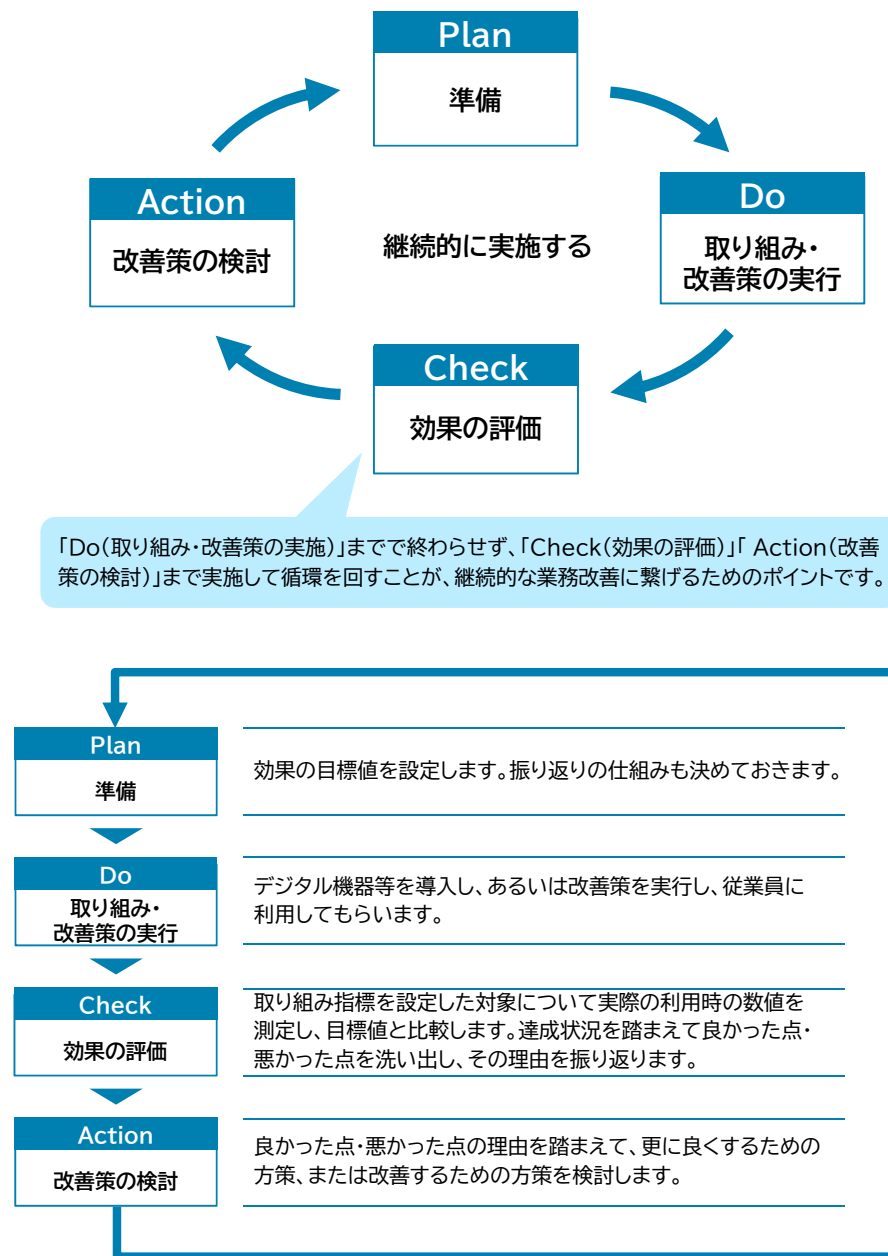 Plan
準備
Action
改善策の検討
継続的に実施する
Do
取り組み・
改善策の実行
Check
効果の評価
「Do(取り組み・改善策の実施)」までで終わらせず、「Check(効果の評価)」「 Action(改善
策の検討)」まで実施して循環を回すことが、継続的な業務改善に繋げるためのポイントです。
Plan
準備
効果の目標値を設定します。振り返りの仕組みも決めておきます。
Do
取り組み・
改善策の実行
デジタル機器等を導入し、あるいは改善策を実行し、従業員に
利用してもらいます。
Check
効果の評価
取り組み指標を設定した対象について実際の利用時の数値を
測定し、目標値と比較します。達成状況を踏まえて良かった点・
悪かった点を洗い出し、その理由を振り返ります。
Action
改善策の検討
良かった点・悪かった点の理由を踏まえて、更に良くするための
方策、または改善するための方策を検討します。